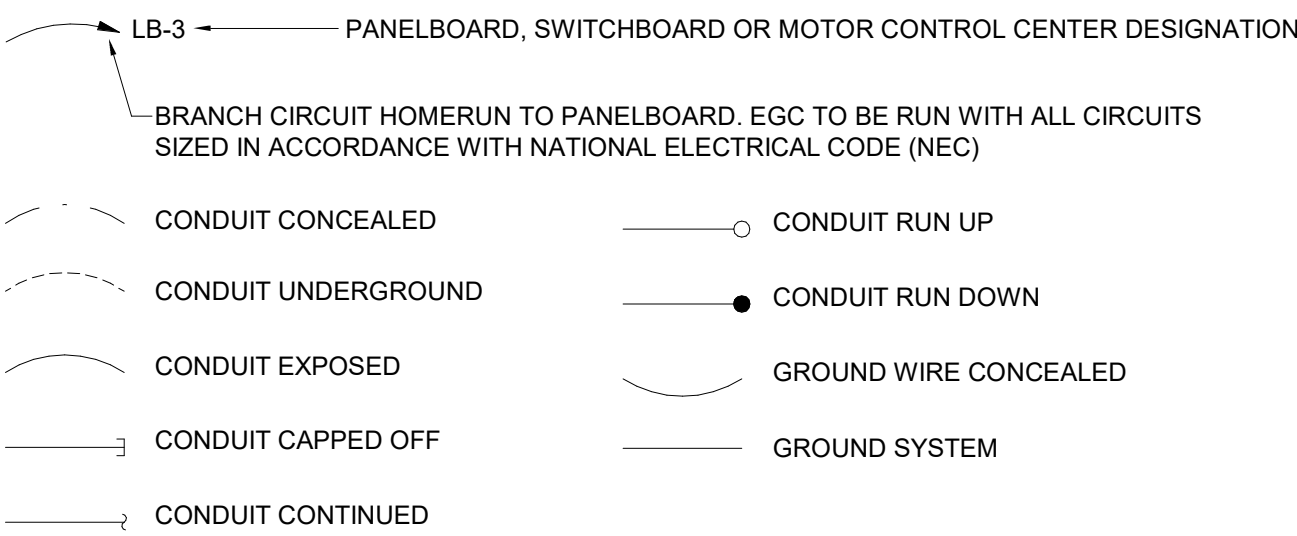 LB-3
PANELBOARD, SWITCHBOARD OR MOTOR CONTROL CENTER DESIGNATION
BRANCH CIRCUIT HOMERUN TO PANELBOARD. EGC TO BE RUN WITH ALL CIRCUITS
SIZED IN ACCORDANCE WITH NATIONAL ELECTRICAL CODE (NEC)
CONDUIT CONCEALED
CONDUIT UNDERGROUND
CONDUIT EXPOSED
CONDUIT CAPPED OFF
CONDUIT CONTINUED
CONDUIT RUN UP
CONDUIT RUN DOWN
GROUND WIRE CONCEALED
GROUND SYSTEM